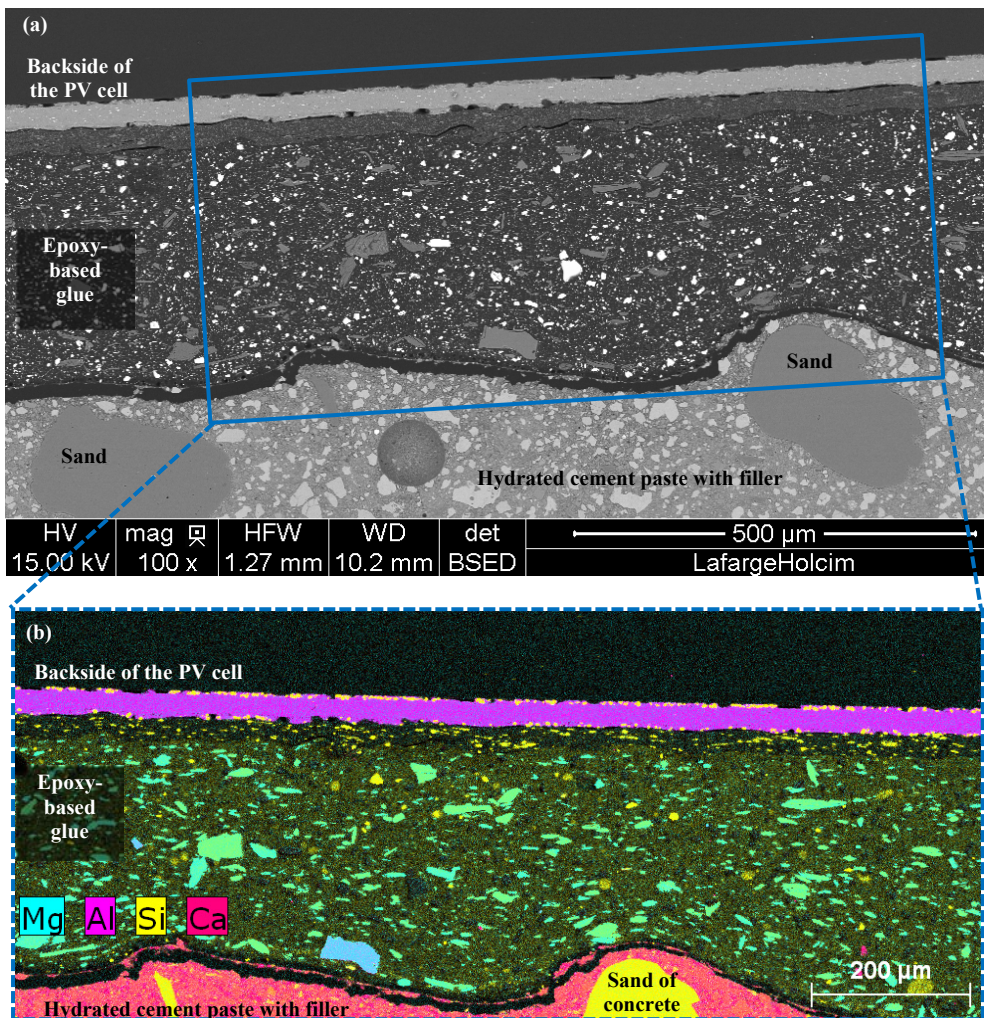 (a)
Backside of
the PV cell
Epoxy-
based
glue
Sand
Sand
Hydrated cement paste with filler
HV
15.00 kV
mag
100 x
HFW
1.27 mm
WD
10.2 mm
det
BSED
500 µm
LafargeHolcim
(b)
Backside of the PV cell
Epoxy-
based
glue
Mg Al Si Ca
200 µm
Sand of
concrete
Hydrated cement paste with filler